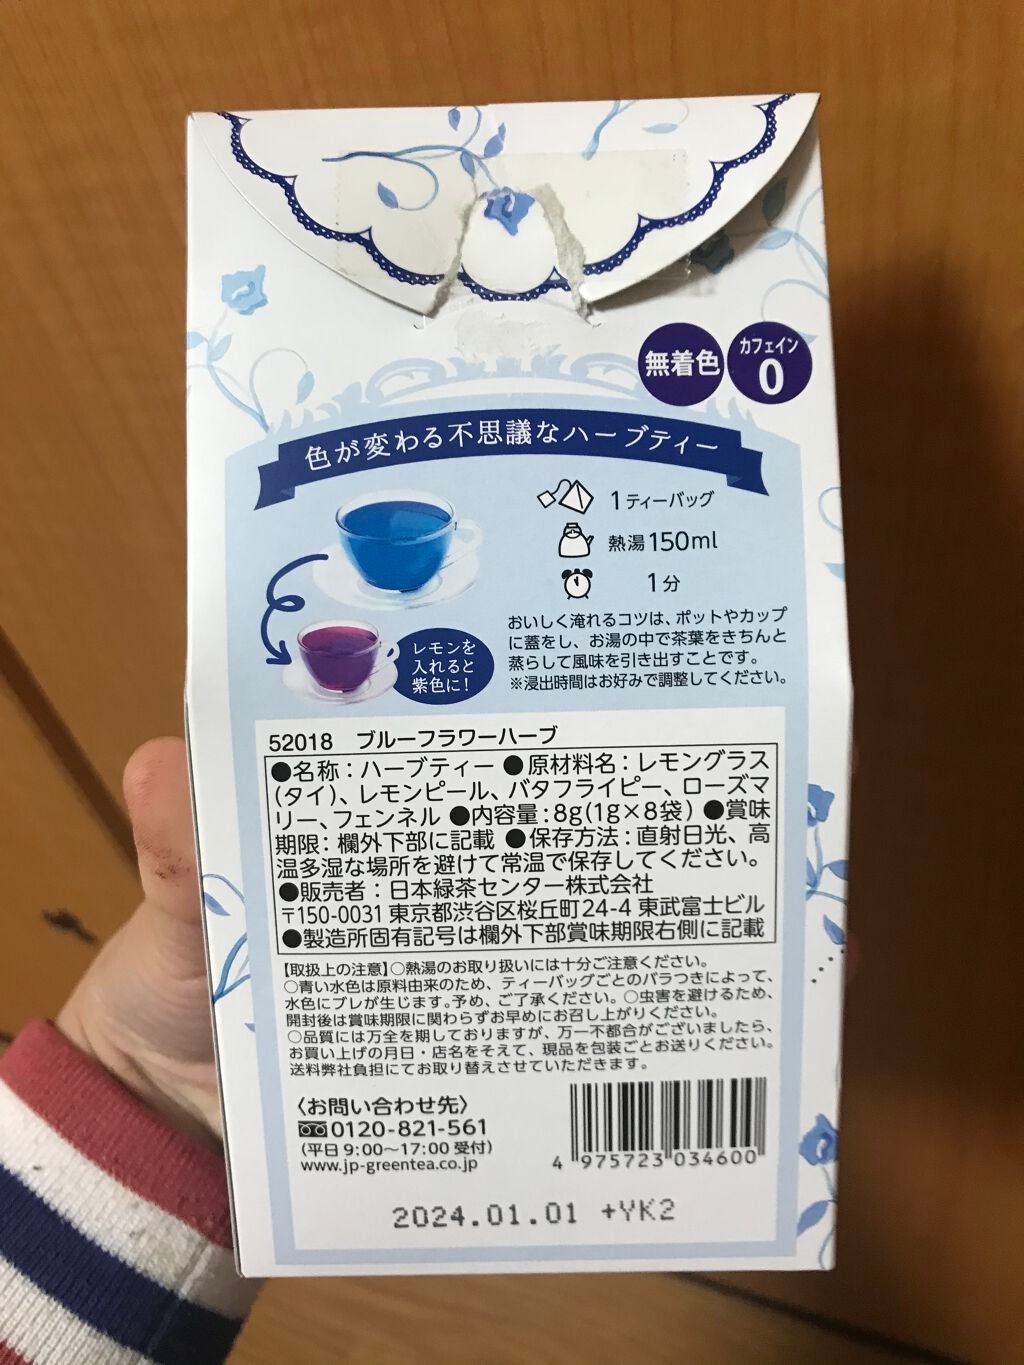 無着色
カフェイン
0
色が変わる不思議なハーブティー
1ティーバッグ
熱湯150ml
1分
レモンを
入れると
紫色に!
おいしく淹れるコツは、ポットやカップ
に蓋をし、お湯の中で茶葉をきちんと
蒸らして風味を引き出すことです。
※浸出時間はお好みで調整してください。
52018 ブルーフラワーハーブ
●名称:ハーブティー ●原材料名:レモングラス
(タイ)、レモンピール、バタフライピー、ローズマ
リー、フェンネル ●内容量:8g(1g×8袋) ●賞味
期限:欄外下部に記載 ●保存方法:直射日光、高
温多湿な場所を避けて常温で保存してください。
●販売者:日本緑茶センター株式会社
〒150-0031 東京都渋谷区桜丘町24-4 東武富士ビル
●製造所固有記号は欄外下部賞味期限右側に記載
【取扱上の注意】○熱湯のお取り扱いには十分ご注意ください。
○青い水色は原料由来のため、ティーバッグごとのバラつきによって、
水色にブレが生じます。予め、ご了承ください。○虫害を避けるため、
開封後は賞味期限に関わらずお早めにお召し上がりください。
○品質には万全を期しておりますが、万一不都合がございましたら、
お買い上げの月日・店名をそえて、現品を包装ごとお送りください。
送料弊社負担にてお取り替えさせていただきます。
〈お問い合わせ先〉
0120-821-561
(平日 9:00〜17:00 受付)
www.jp-greentea.co.jp
4 975723 034600
2024.01.01 +YK2